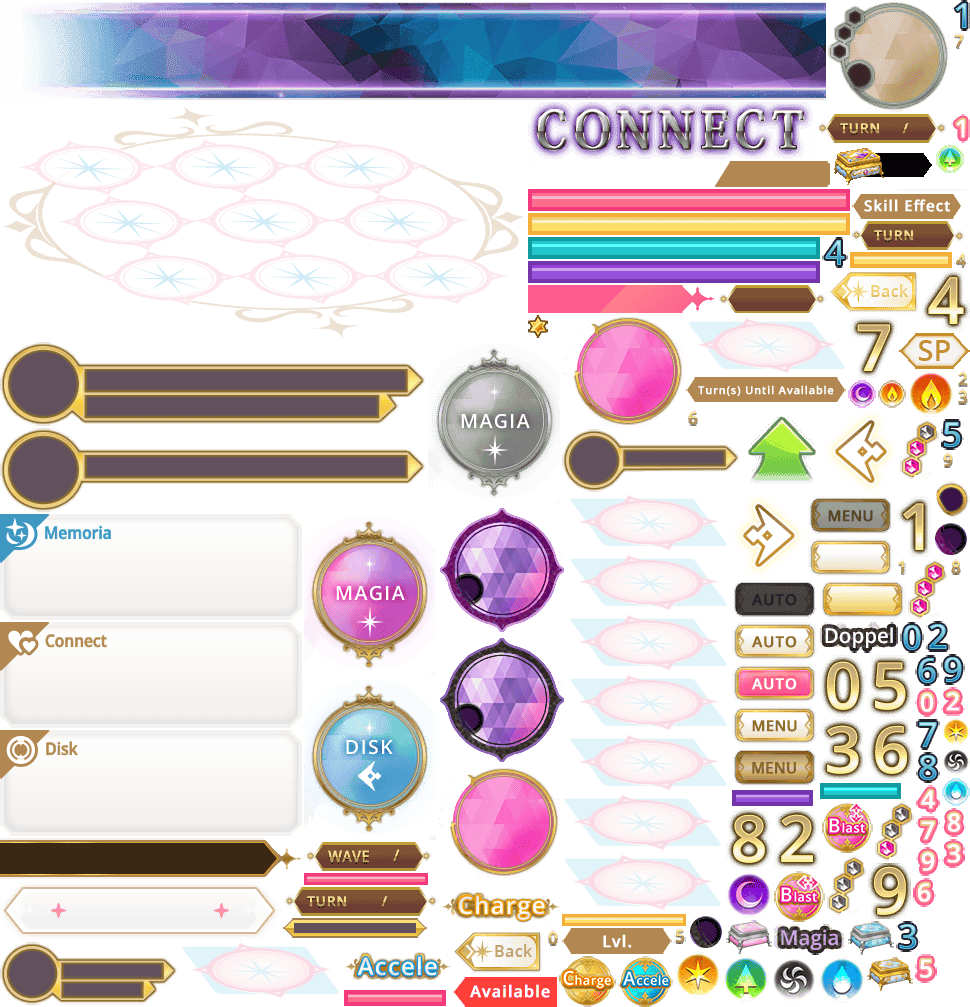 1
7
CONNECT
TURN /
1
Skill Effect
TURN
4
4
Back
4
7
SP
Turn(s) Until Available
2
3
6
MAGIA
5
9
Memoria
MENU
1
1
8
MAGIA
AUTO
Connect
AUTO
Doppel
0
2
0
5
6
9
AUTO
0
2
Disk
DISK
MENU
3
6
7
MENU
8
4
8
2
Blast
8
7
3
WAVE /
9
Blast
9
6
TURN /
Charge
Back
0
Lvl.
5
Magia
3
Accele
Charge
Accele
5
Available